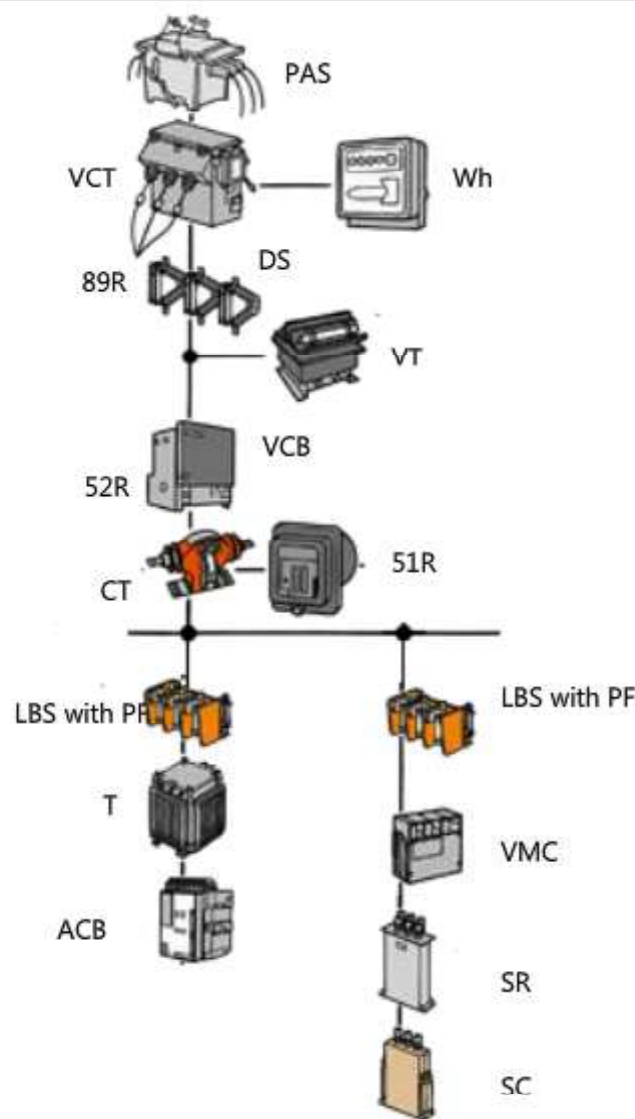 PAS
VCT
Wh
DS
89R
VT
VCB
52R
51R
CT
LBS with PF
LBS with PF
T
VMC
ACB
SR
SC